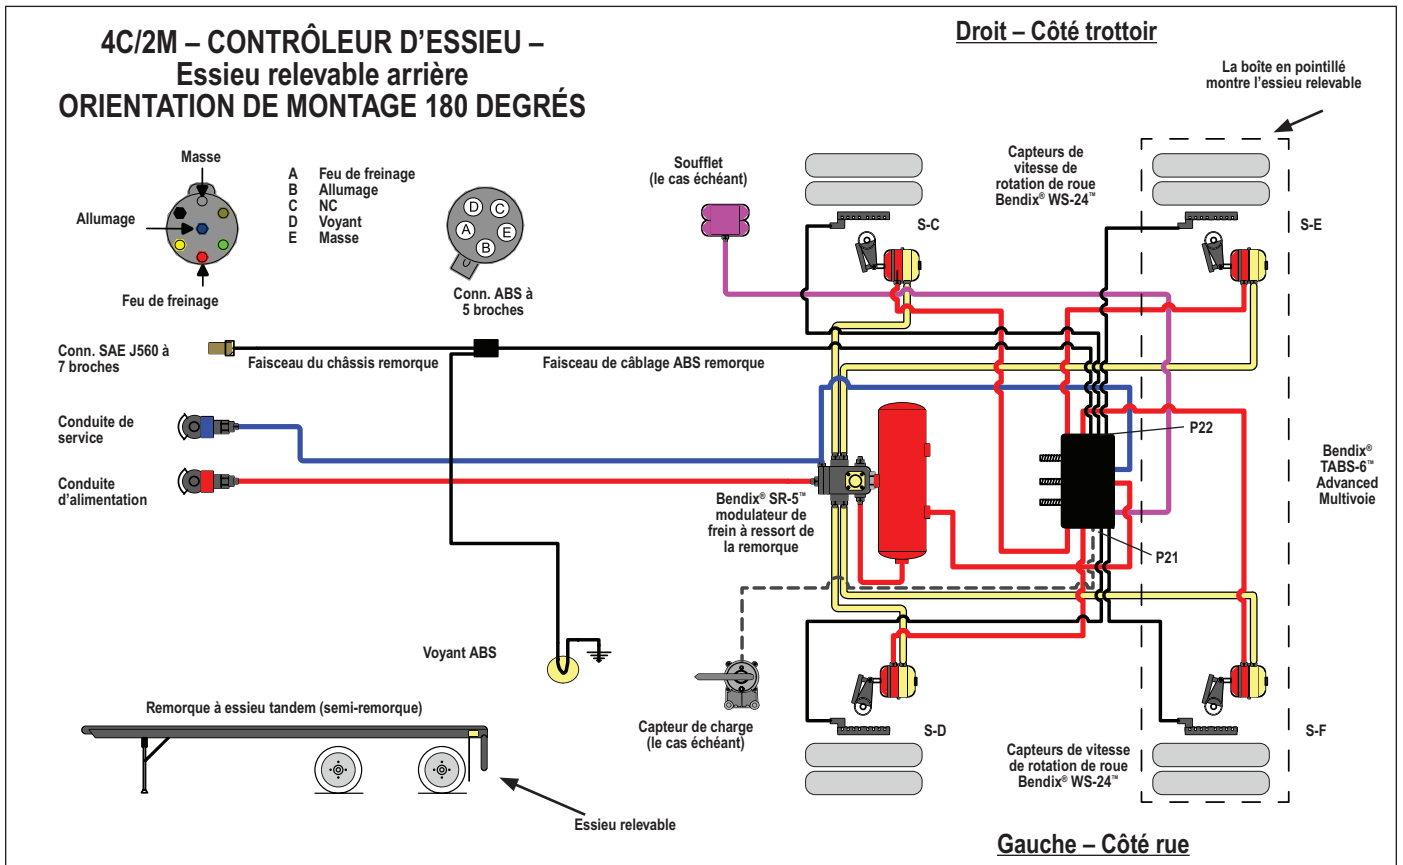 4C/2M – CONTRÔLEUR D’ESSIEU –
Essieu relevable arrière
ORIENTATION DE MONTAGE 180 DEGRÉS
Droit – Côté trottoir
La boîte en pointillé
montre l’essieu relevable
Masse
Allumage
Feu de freinage
A Feu de freinage
B Allumage
C NC
D Voyant
E Masse
D
C
A
E
B
Conn. ABS à
5 broches
Soufflet
(le cas échéant)
Capteurs de
vitesse de
rotation de roue
Bendix® WS-24™
S-C
S-E
Conn. SAE J560 à
7 broches
Faisceau du châssis remorque
Faisceau de câblage ABS remorque
Conduite de
service
Conduite
d’alimentation
P22
Bendix®
TABS-6™
Advanced
Multivoie
Bendix® SR-5™
modulateur de
frein à ressort de
la remorque
P21
Voyant ABS
Capteur de charge
(le cas échéant)
S-D
S-F
Capteurs de vitesse
de rotation de roue
Bendix® WS-24™
Remorque à essieu tandem (semi-remorque)
Essieu relevable
Gauche – Côté rue